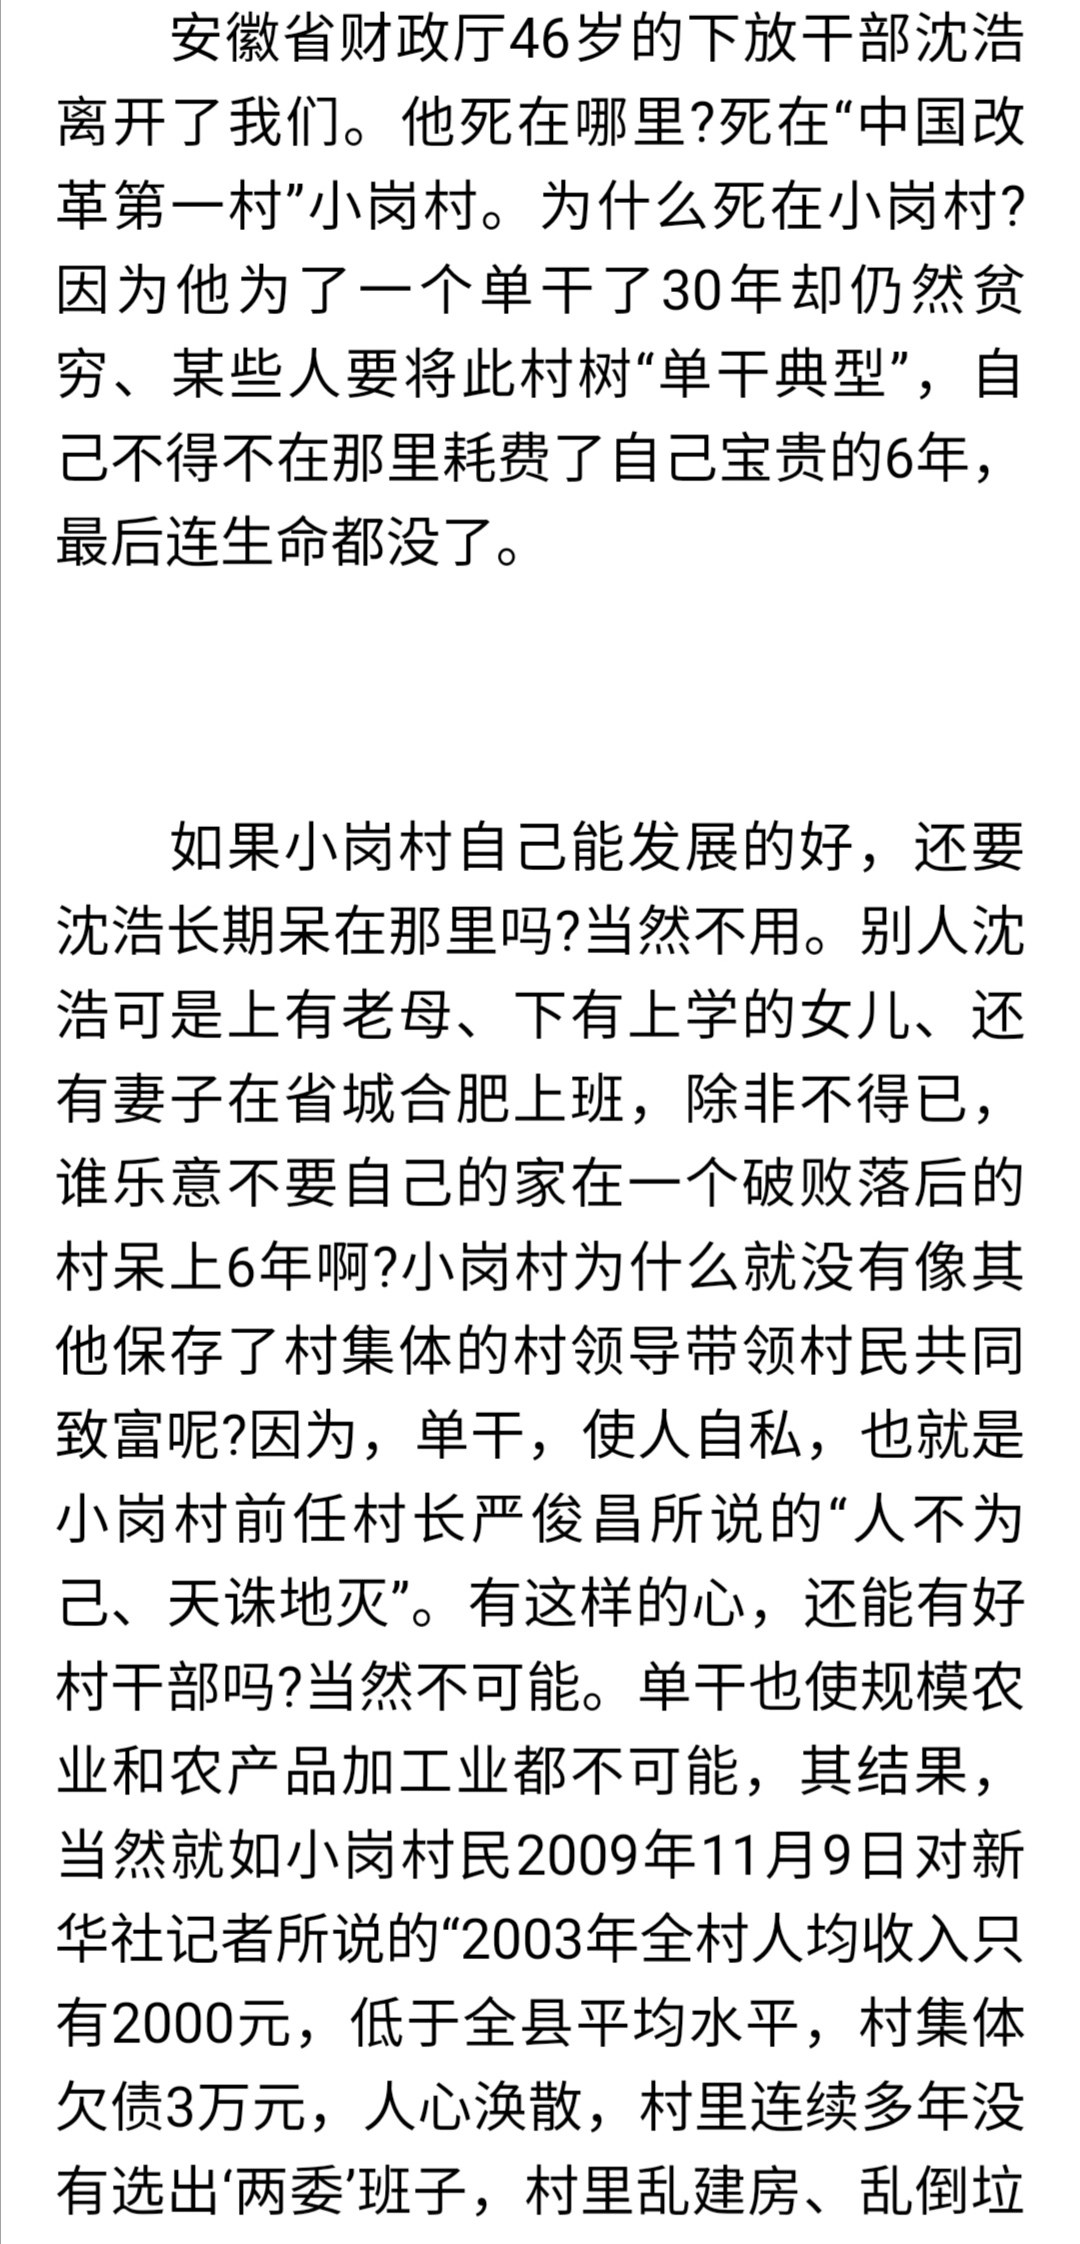 安徽省财政厅46岁的下放干部沈浩
离开了我们。他死在哪里?死在“中国改
革第一村”小岗村。为什么死在小岗村?
因为他为了一个单干了30年却仍然贫
穷、某些人要将此村树“单干典型”，自
己不得不在那里耗费了自己宝贵的6年，
最后连生命都没了。
如果小岗村自己能发展的好，还要
沈浩长期呆在那里吗?当然不用。别人沈
浩可是上有老母、下有上学的女儿、还
有妻子在省城合肥上班，除非不得已，
谁乐意不要自己的家在一个破败落后的
村呆上6年啊?小岗村为什么就没有像其
他保存了村集体的村领导带领村民共同
致富呢?因为，单干，使人自私，也就是
小岗村前任村长严俊昌所说的“人不为
己、天诛地灭”。有这样的心，还能有好
村干部吗?当然不可能。单干也使规模农
业和农产品加工业都不可能，其结果，
当然就如小岗村民2009年11月9日对新
华社记者所说的“2003年全村人均收入只
有2000元，低于全县平均水平，村集体
欠债3万元，人心涣散，村里连续多年没
有选出‘两委’班子，村里乱建房、乱倒垃